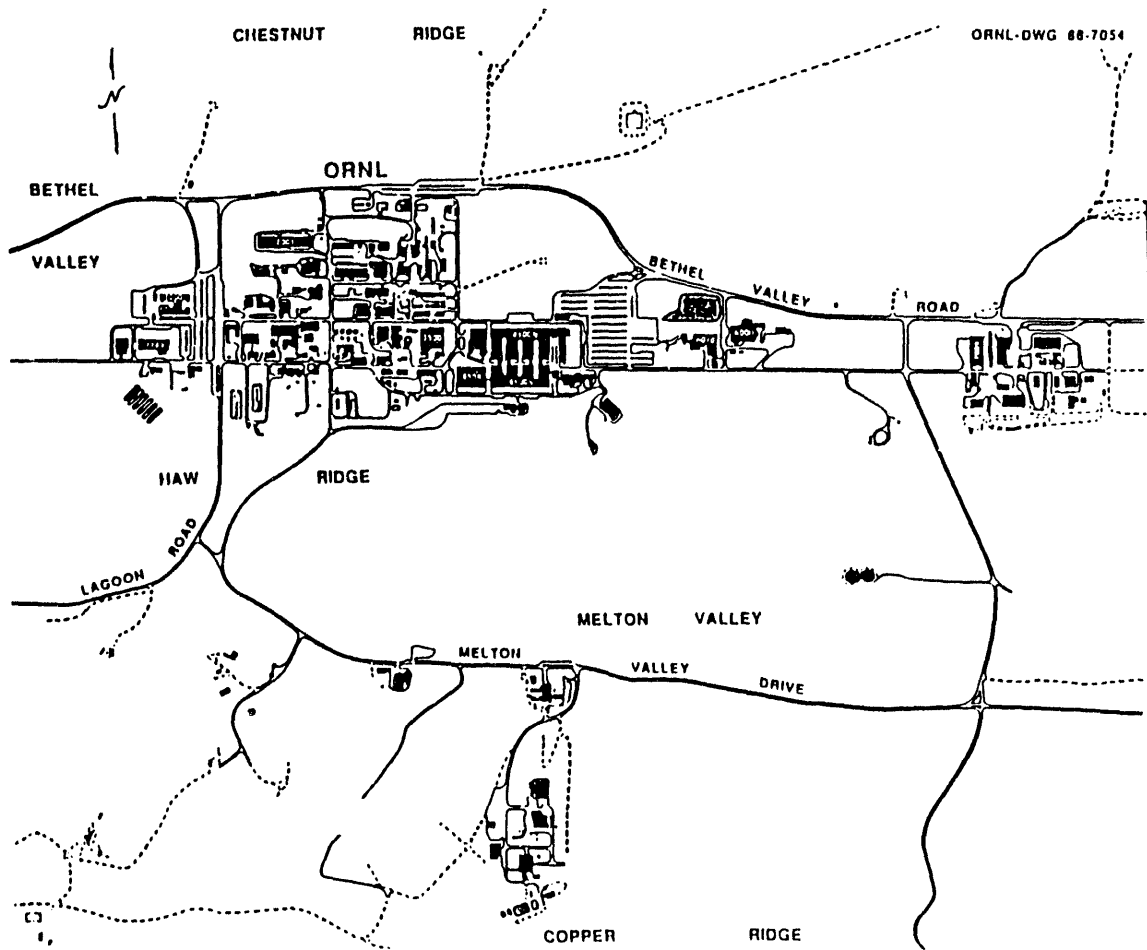 CHESTNUT RIDGE
ORNL-DWG 88-7054
N
ORNL
BETHEL
VALLEY
BETHEL VALLEY ROAD
HAW RIDGE
LAGOON ROAD
MELTON VALLEY
MELTON VALLEY DRIVE
COPPER RIDGE